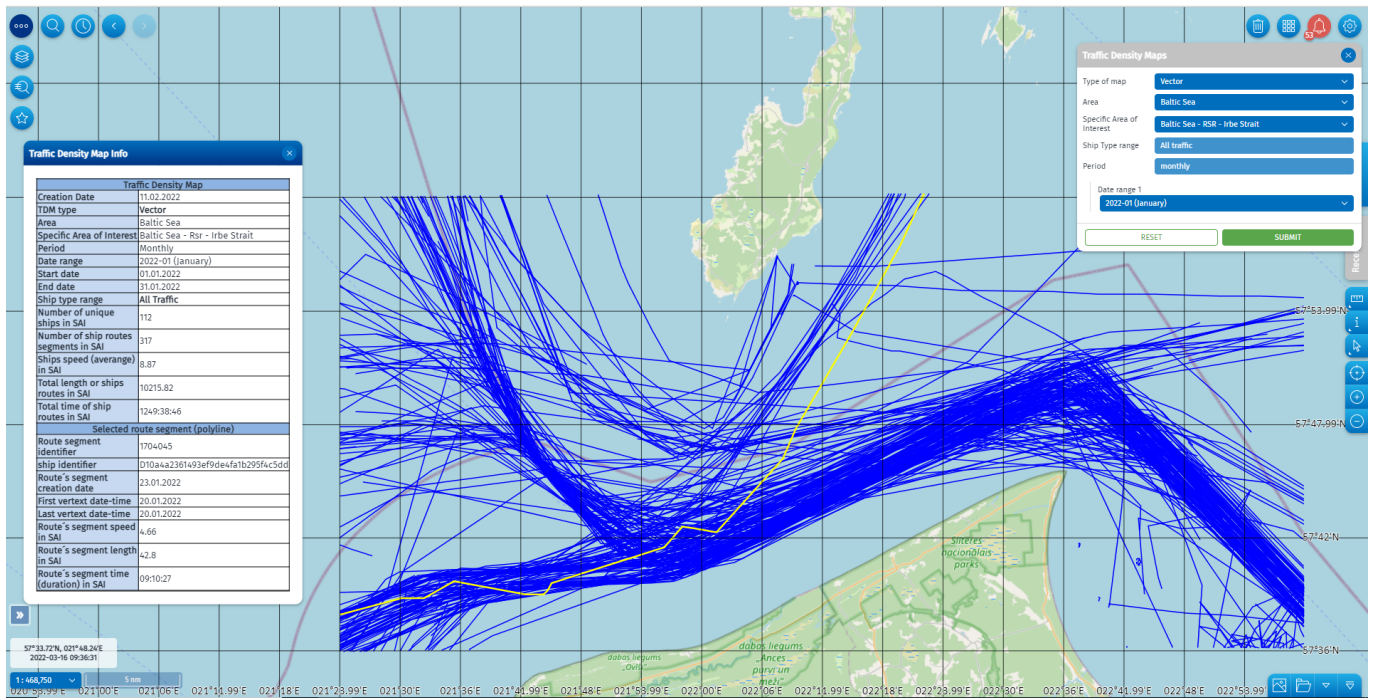 53
Traffic Density Maps
Type of map
Vector
Area
Baltic Sea
Specific Area of
Interest
Baltic Sea - RSR - Irbe Strait
Ship Type range
All traffic
Period
monthly
Date range 1
2022-01 (January)
RESET
SUBMIT
Rece
Traffic Density Map Info
Traffic Density Map
Creation Date 11.02.2022
TDM type Vector
Area Baltic Sea
Specific Area of Interest Baltic Sea - Rsr - Irbe Strait
Period Monthly
Date range 2022-01 (January)
Start date 01.01.2022
End date 31.01.2022
Ship type range All Traffic
Number of unique
ships in SAI 112
Number of ship routes
segments in SAI 317
Ships speed (averange)
in SAI 8.87
Total length or ships
routes in SAI 10215.82
Total time of ship
routes in SAI 1249:38:46
Selected route segment (polyline)
Route segment
identifier 1704045
ship identifier D10a4a2361493ef9de4fa1b295f4c5dd
Route´s segment
creation date 23.01.2022
First vertext date-time 20.01.2022
Last vertext date-time 20.01.2022
Route´s segment speed
in SAI 4.66
Route´s segment length
in SAI 42.8
Route´s segment time
(duration) in SAI 09:10:27
57°53.99'N
57°47.99'N
57°42'N
57°36'N
Slīteres
nacionālais
parks
dabas liegums
„Ovīši"
dabas liegums
„Ances
purvi un
meži"
57°33.72'N, 021°48.24'E
2022-03-16 09:36:31
1 : 468,750
5 nm
020°53.99'E 021°00'E 021°06'E 021°11.99'E 021°18'E 021°23.99'E 021°30'E 021°36'E 021°41.99'E 021°48'E 021°53.99'E 022°00'E 022°06'E 022°11.99'E 022°18'E 022°23.99'E 022°30'E 022°36'E 022°41.99'E 022°48'E 022°53.99'E